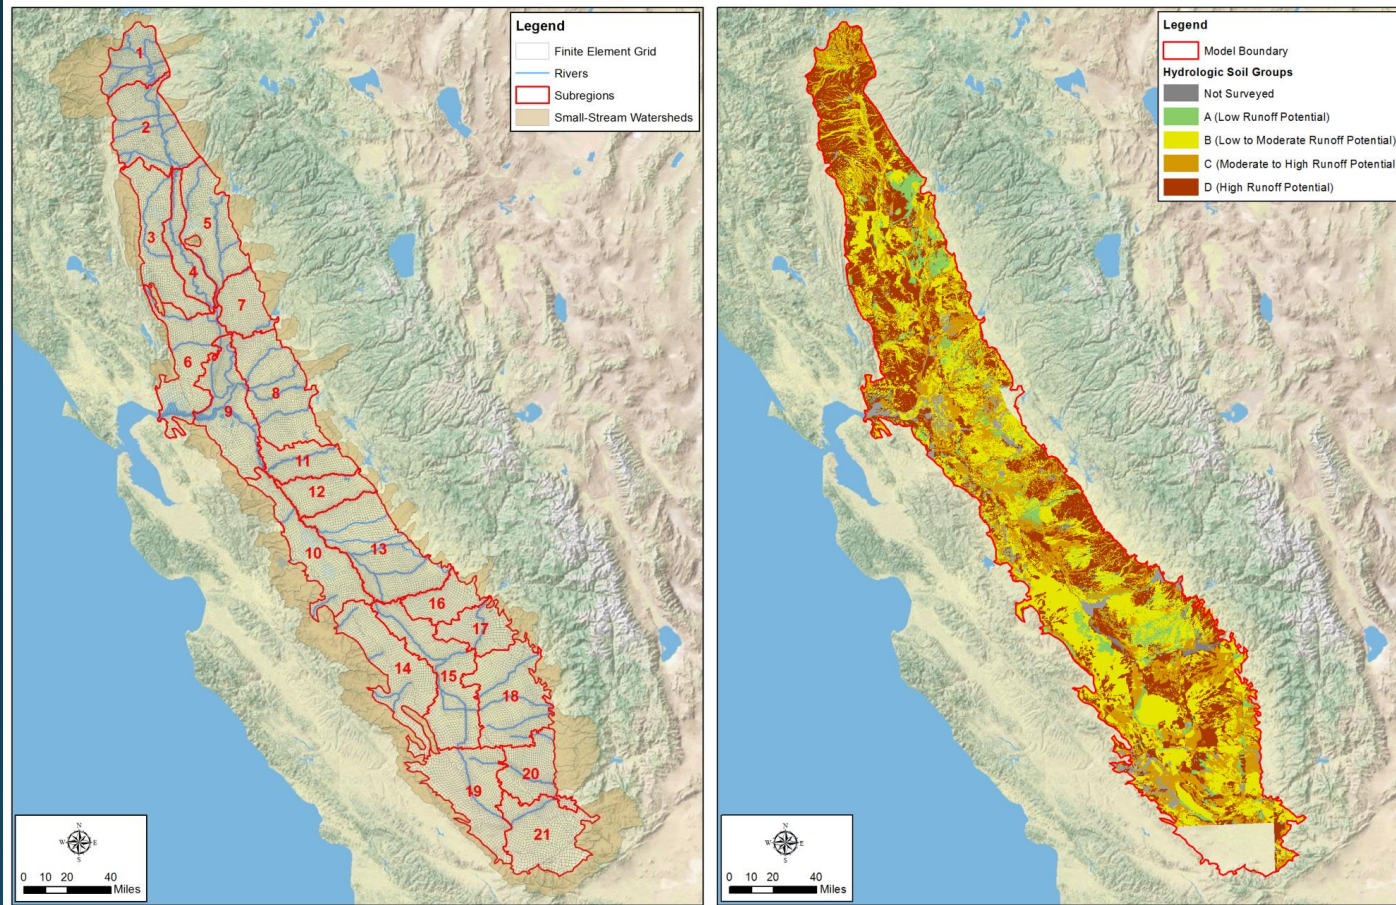 Legend
Finite Element Grid
Rivers
Subregions
Small-Stream Watersheds
1
2
3
5
4
7
6
8
9
11
12
10
13
16
17
14
15
18
19
20
21
N
W E
S
0 10 20 40
Miles
Legend
Model Boundary
Hydrologic Soil Groups
Not Surveyed
A (Low Runoff Potential)
B (Low to Moderate Runoff Potential)
C (Moderate to High Runoff Potential
D (High Runoff Potential)
N
W E
S
0 10 20 40
Miles